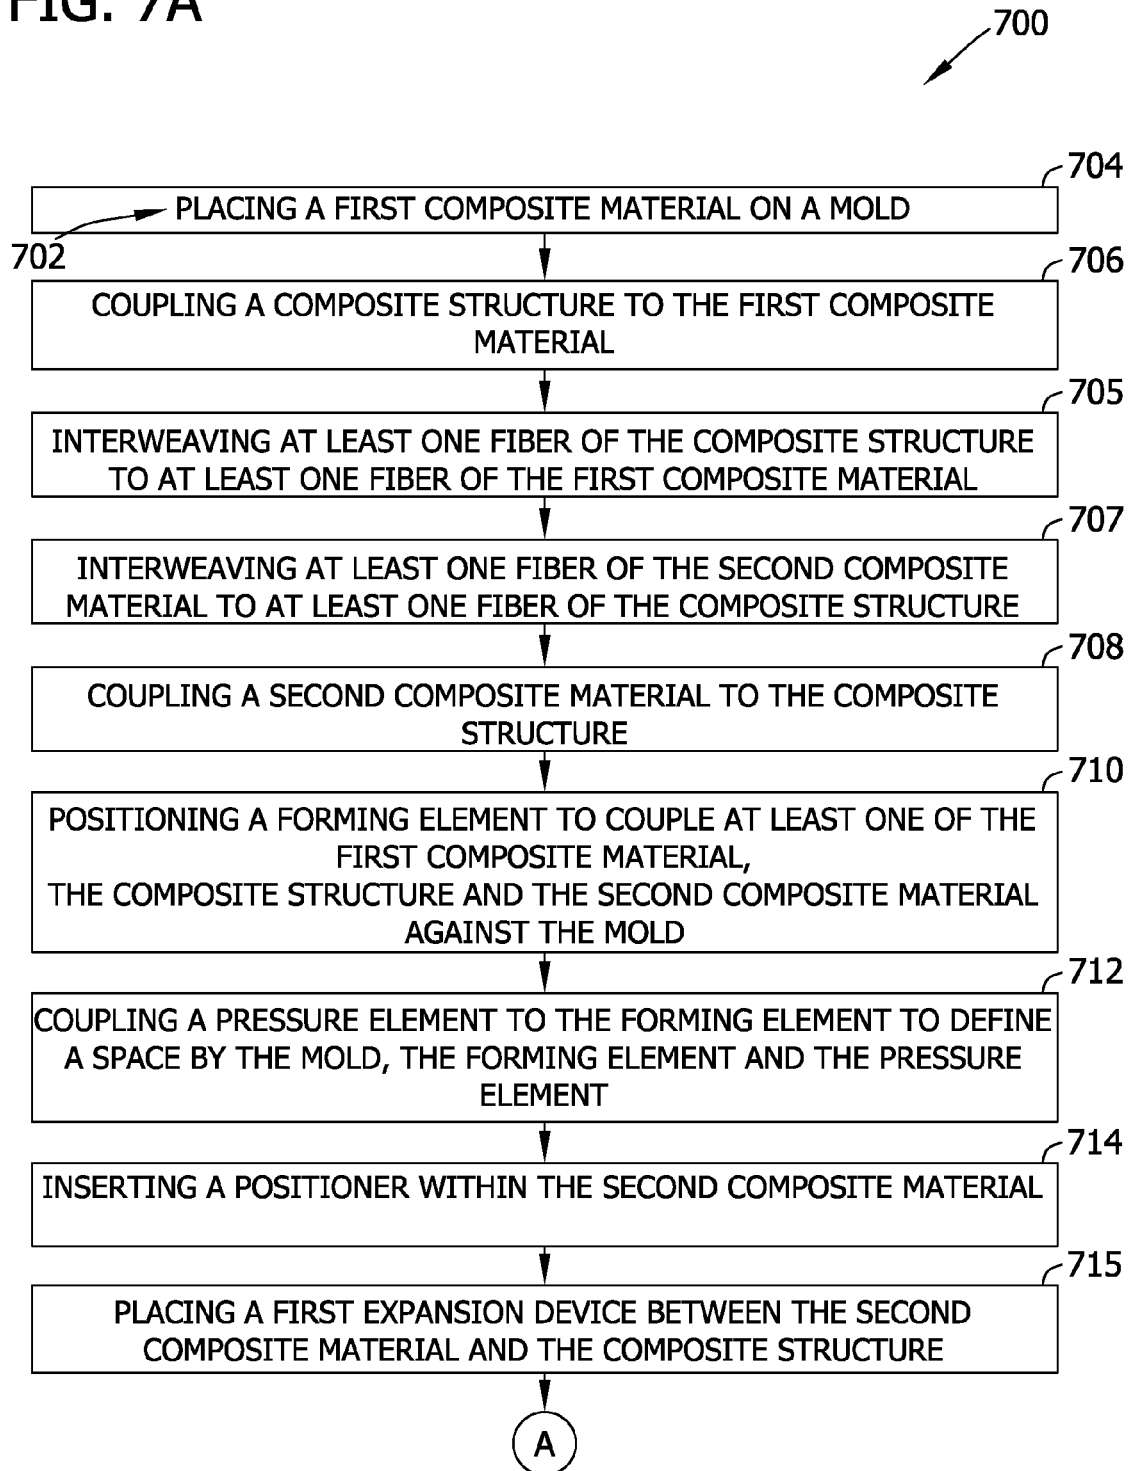 FIG. 7A
700
704
PLACING A FIRST COMPOSITE MATERIAL ON A MOLD
702
706
COUPLING A COMPOSITE STRUCTURE TO THE FIRST COMPOSITE
MATERIAL
705
INTERWEAVING AT LEAST ONE FIBER OF THE COMPOSITE STRUCTURE
TO AT LEAST ONE FIBER OF THE FIRST COMPOSITE MATERIAL
707
INTERWEAVING AT LEAST ONE FIBER OF THE SECOND COMPOSITE
MATERIAL TO AT LEAST ONE FIBER OF THE COMPOSITE STRUCTURE
708
COUPLING A SECOND COMPOSITE MATERIAL TO THE COMPOSITE
STRUCTURE
710
POSITIONING A FORMING ELEMENT TO COUPLE AT LEAST ONE OF THE
FIRST COMPOSITE MATERIAL,
THE COMPOSITE STRUCTURE AND THE SECOND COMPOSITE MATERIAL
AGAINST THE MOLD
712
COUPLING A PRESSURE ELEMENT TO THE FORMING ELEMENT TO DEFINE
A SPACE BY THE MOLD, THE FORMING ELEMENT AND THE PRESSURE
ELEMENT
714
INSERTING A POSITIONER WITHIN THE SECOND COMPOSITE MATERIAL
715
PLACING A FIRST EXPANSION DEVICE BETWEEN THE SECOND
COMPOSITE MATERIAL AND THE COMPOSITE STRUCTURE
A